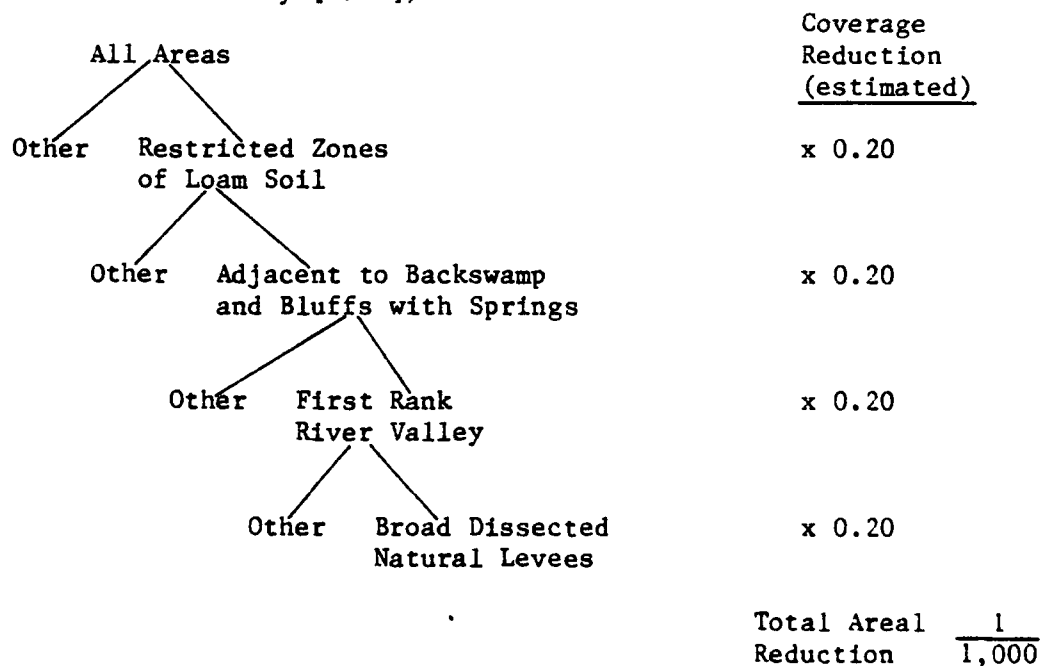 Coverage
All Areas Reduction
(estimated)
Other Restricted Zones x 0.20
of Loam Soil
Other Adjacent to Backswamp x 0.20
and Bluffs with Springs
Other First Rank x 0.20
River Valley
Other Broad Dissected x 0.20
Natural Levees
Total Areal 1
Reduction 1,000